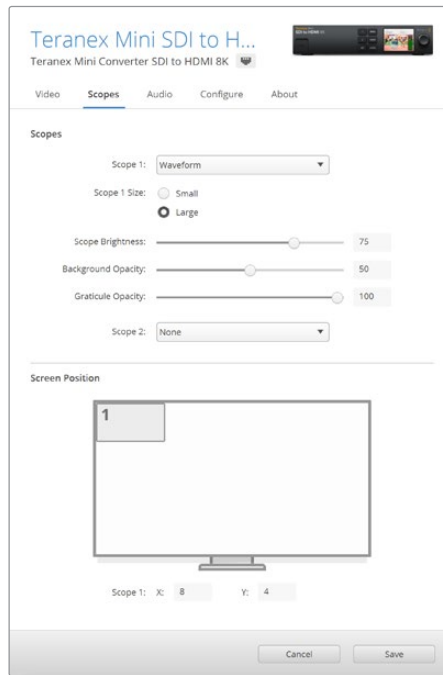 Teranex Mini SDI to H...
Teranex Mini Converter SDI to HDMI 8K
Video Scopes Audio Configure About
Scopes
Scope 1: Waveform
Scope 1 Size: Small
Large
Scope Brightness: 75
Background Opacity: 50
Graticule Opacity: 100
Scope 2: None
Screen Position
1
Scope 1: X: 8 Y: 4
Cancel Save